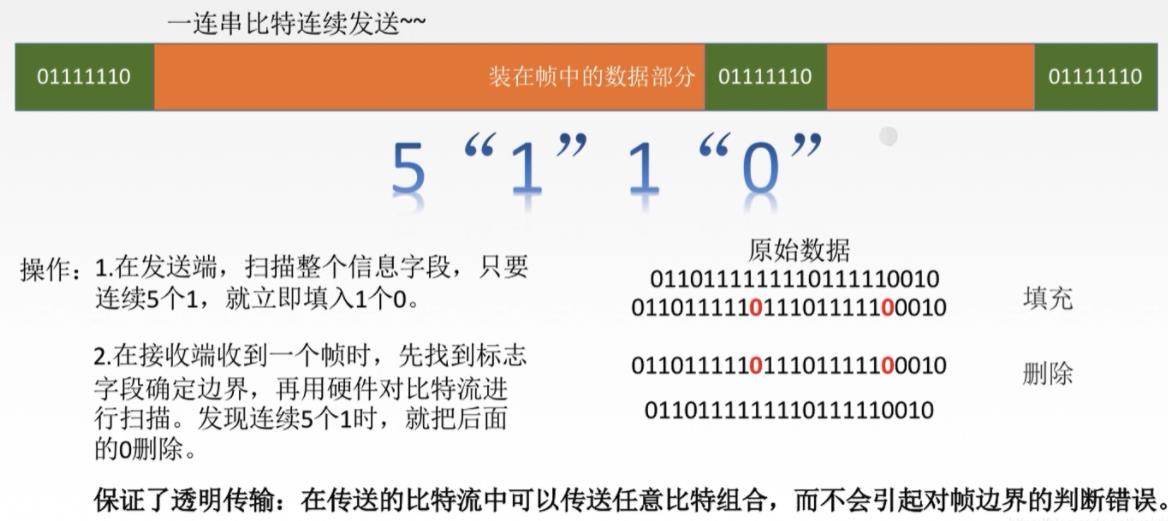 一连串比特连续发送~~
01111110 装在帧中的数据部分 01111110 01111110
5 “1” 1 “0”
原始数据
操作：1.在发送端，扫描整个信息字段，只要
连续5个1，就立即填入1个0。
0110111111110111110010
011011111011101111100010
填充
2.在接收端收到一个帧时，先找到标志
字段确定边界，再用硬件对比特流进
行扫描。发现连续5个1时，就把后面
的0删除。
011011111011101111100010
删除
0110111111110111110010
保证了透明传输：在传送的比特流中可以传送任意比特组合，而不会引起对帧边界的判断错误。